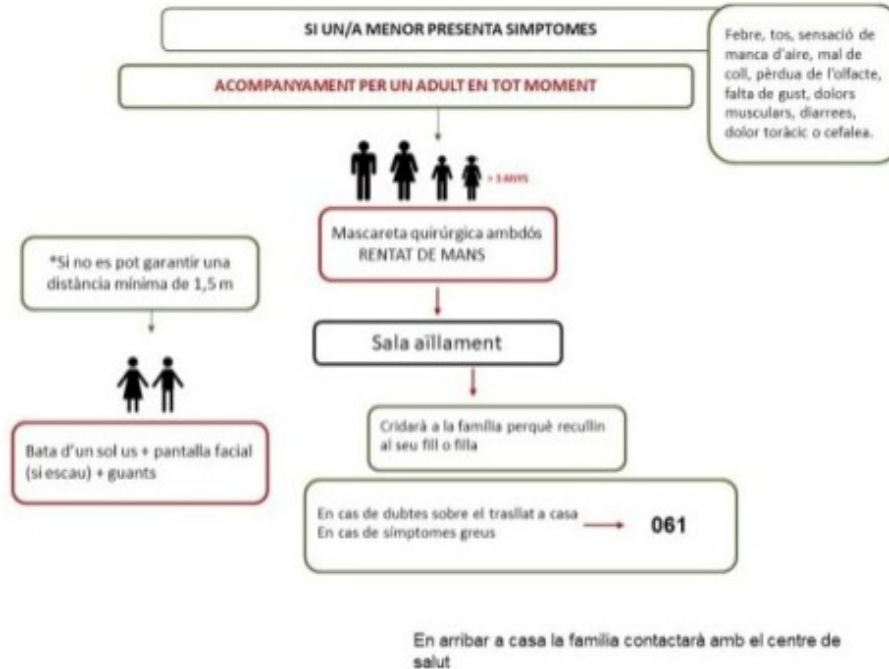 SI UN/A MENOR PRESENTA SIMPTOMES
Febre, tos, sensació de
manca d'aire, mal de
coll, pèrdua de l'olfacte,
falta de gust, dolors
musculars, diarrees,
dolor toràcic o cefalea.
ACOMPANYAMENT PER UN ADULT EN TOT MOMENT
> 3 ANYS
Mascareta quirúrgica ambdós
RENTAT DE MANS
*Si no es pot garantir una
distància mínima de 1,5 m
Sala aïllament
Bata d'un sol us + pantalla facial
(si escau) + guants
Cridarà a la família perquè recullin
al seu fill o filla
En cas de dubtes sobre el trasllat a casa
En cas de símptomes greus
061
En arribar a casa la familia contactarà amb el centre de
salut